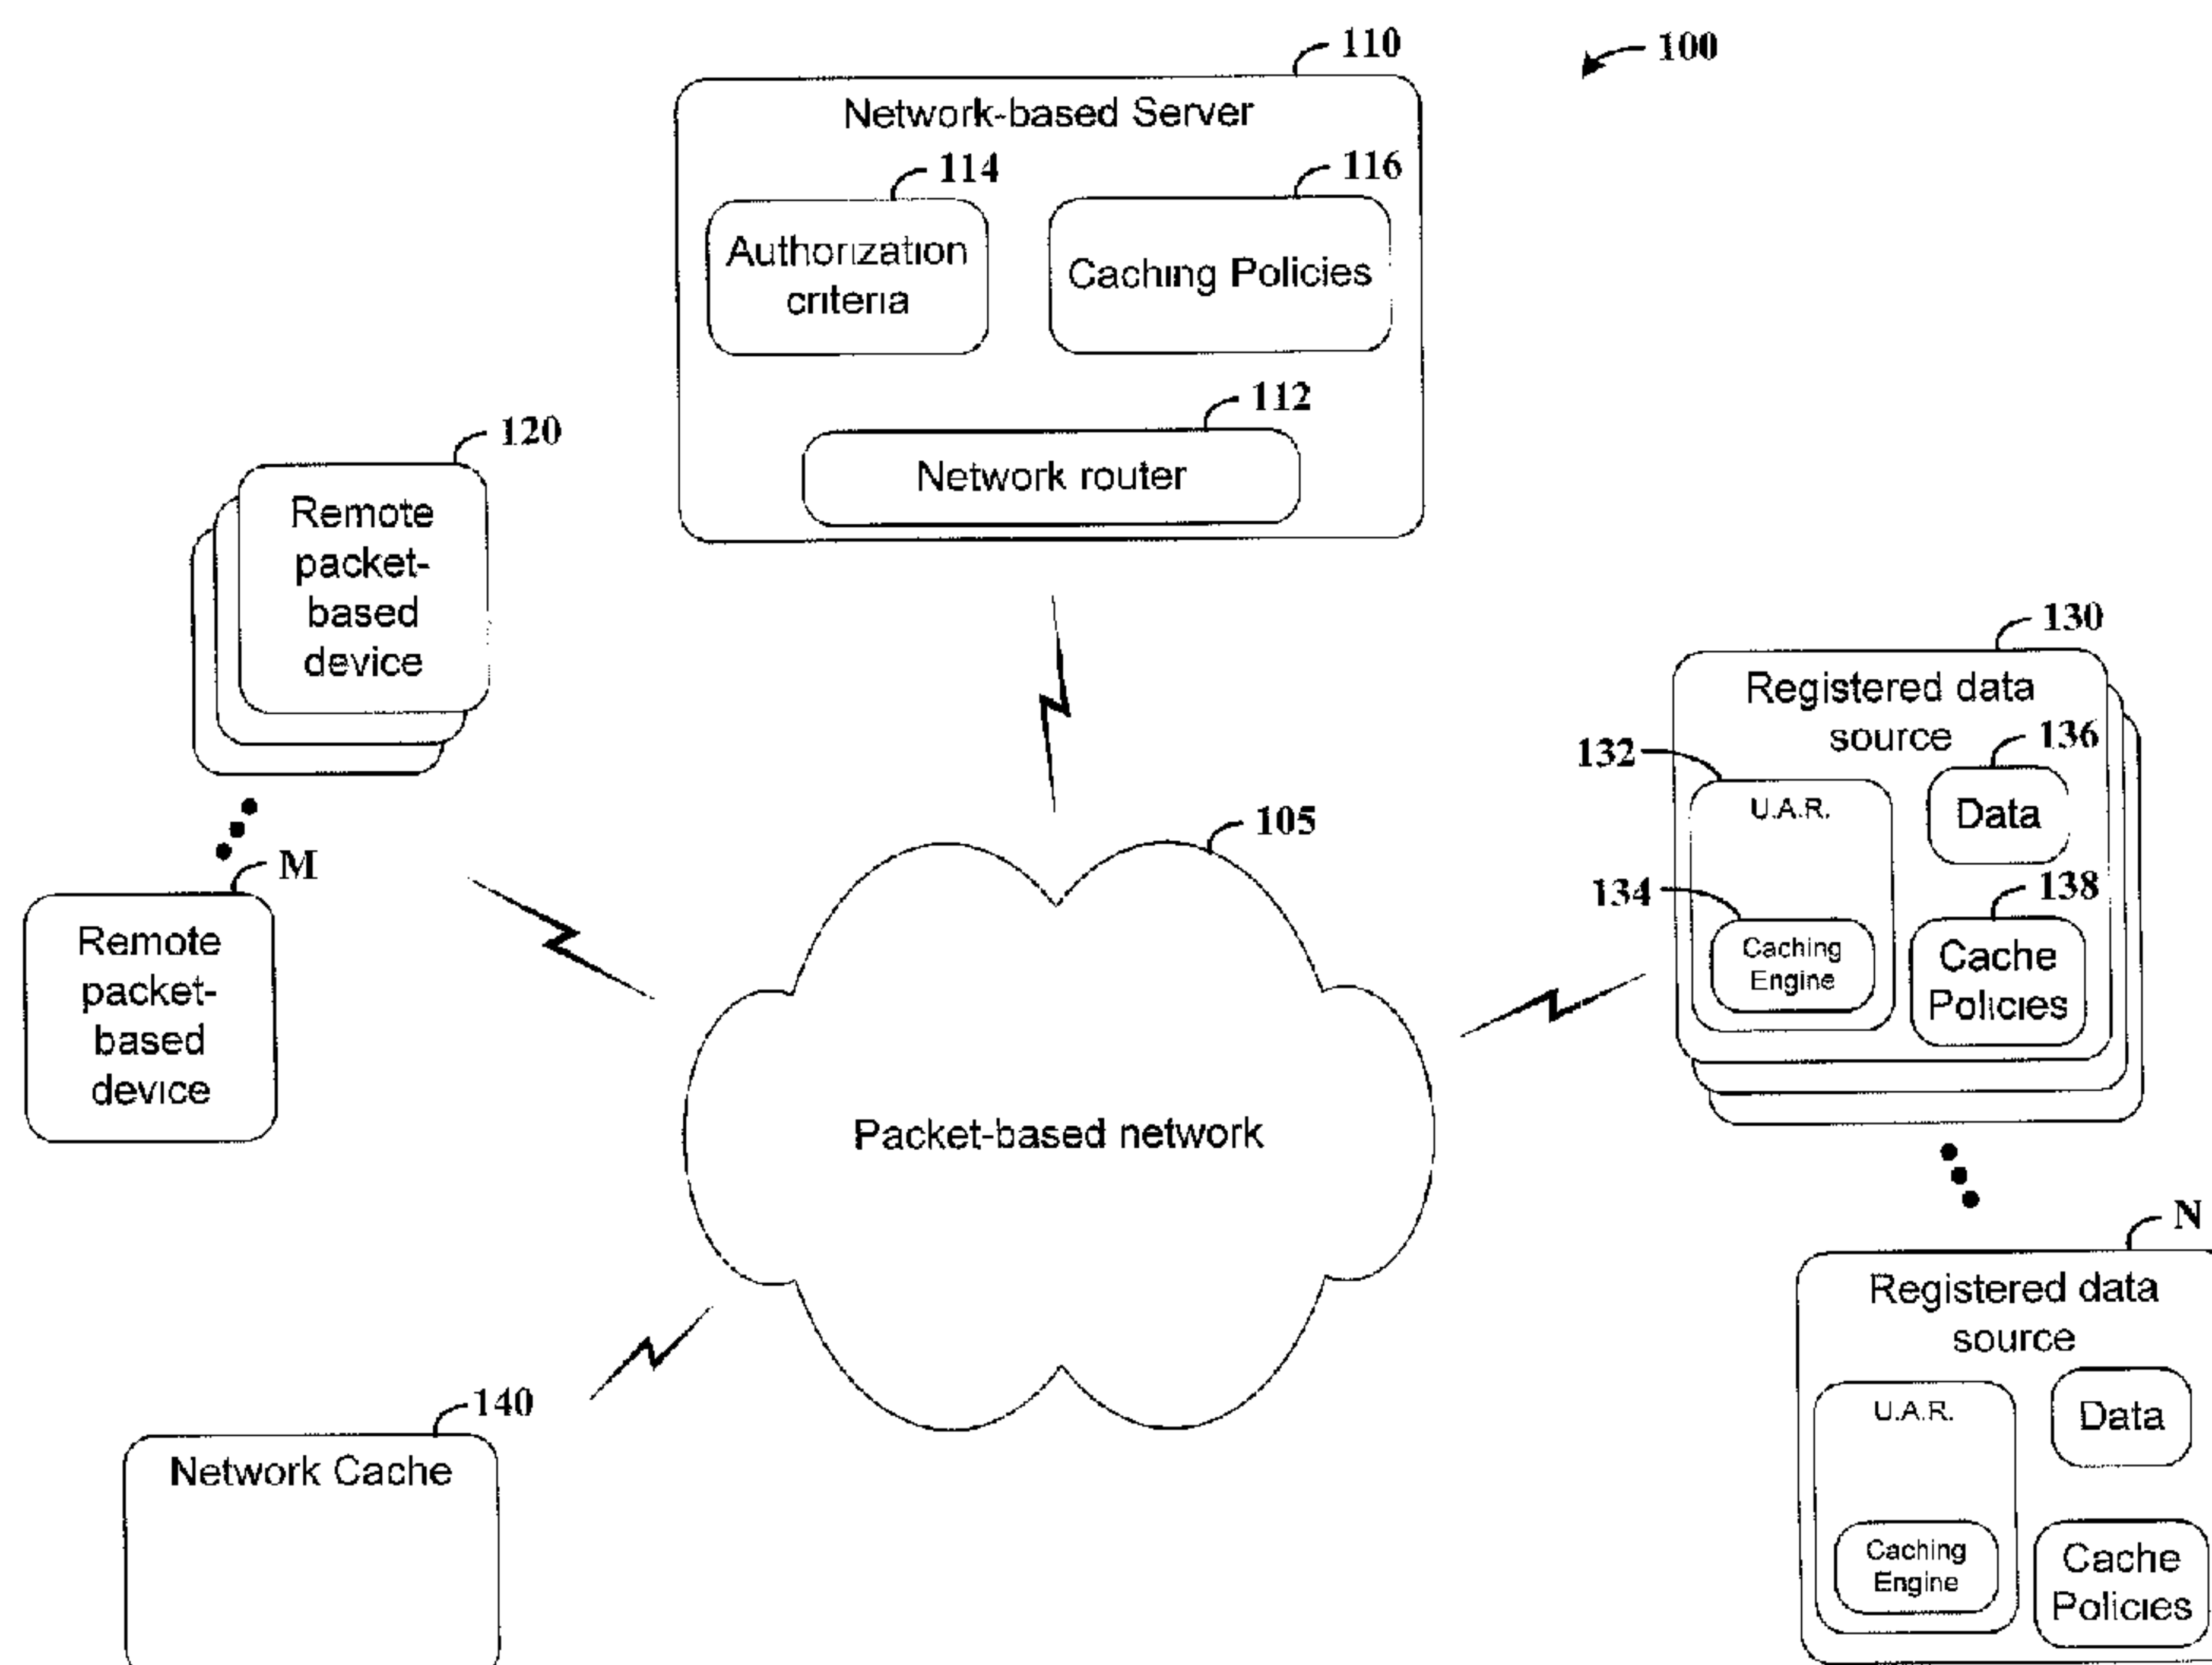 110
100
Network-based Server
114
116
Authorization
criteria
Caching Policies
112
Network router
120
Remote
packet-
based
device
M
Remote
packet-
based
device
105
Packet-based network
130
Registered data
source
132
136
U.A.R.
Data
134
138
Caching
Engine
Cache
Policies
N
Registered data
source
U.A.R.
Data
Caching
Engine
Cache
Policies
140
Network Cache